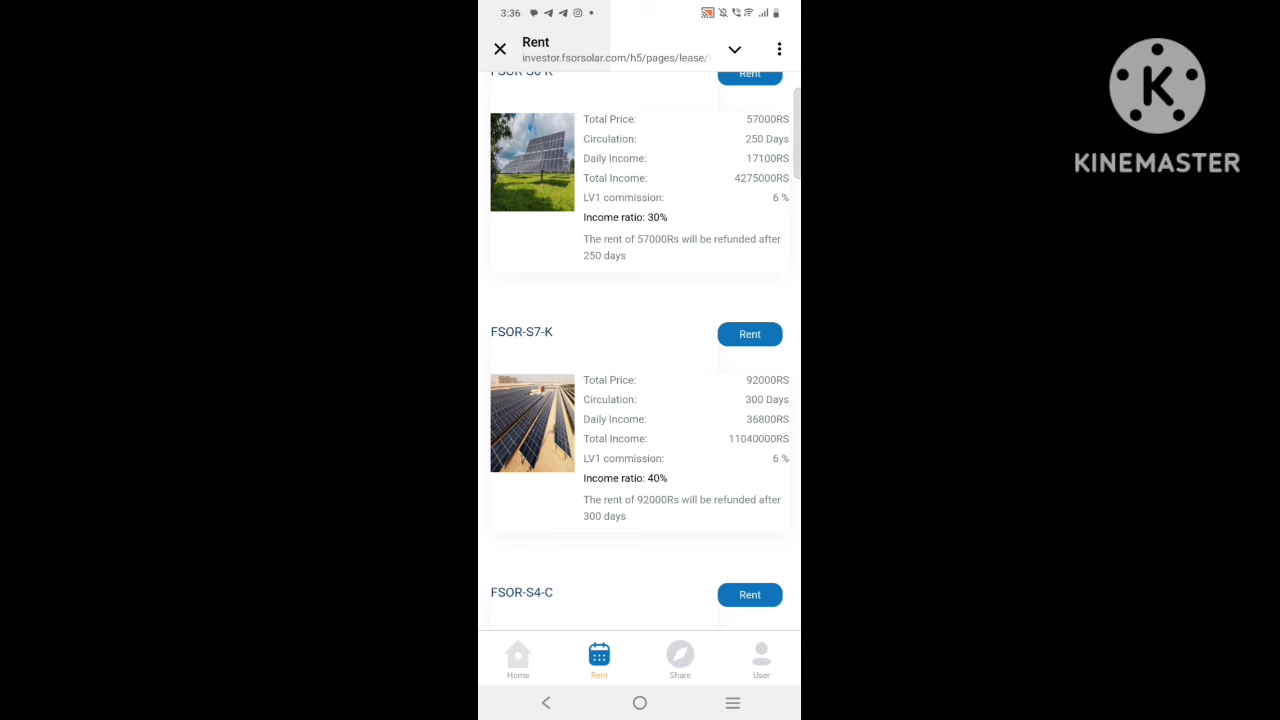 3:36
Rent
investor.fsorsolar.com/h5/pages/lease/
Rent
Total Price: 57000RS
Circulation: 250 Days
Daily Income: 17100RS
Total Income: 4275000RS
LV1 commission: 6 %
Income ratio: 30%
The rent of 57000Rs will be refunded after
250 days
FSOR-S7-K
Rent
Total Price: 92000RS
Circulation: 300 Days
Daily Income: 36800RS
Total Income: 11040000RS
LV1 commission: 6 %
Income ratio: 40%
The rent of 92000Rs will be refunded after
300 days
FSOR-S4-C
Rent
Home
Rent
Share
User
K
KINEMASTER